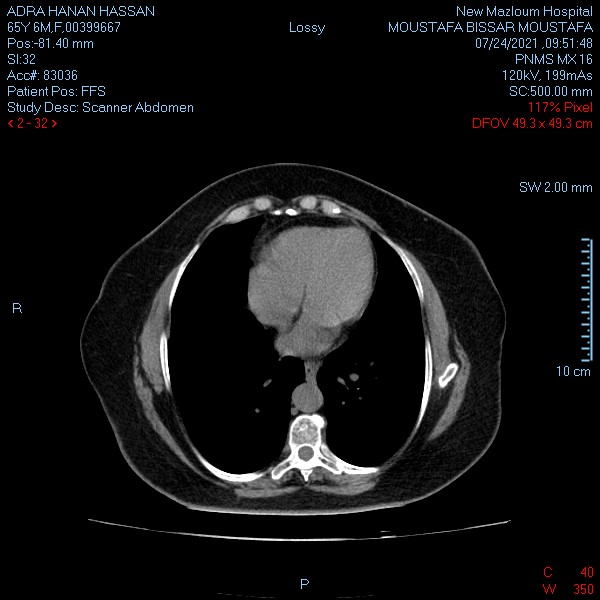 ADRA HANAN HASSAN
65Y 6M,F,00399667
Pos:-81.40 mm
SI:32
Acc#: 83036
Patient Pos: FFS
Study Desc: Scanner Abdomen
< 2 - 32 >
Lossy
New Mazloum Hospital
MOUSTAFA BISSAR MOUSTAFA
07/24/2021 ,09:51:48
PNMS MX 16
120kV, 199mAs
SC:500.00 mm
117% Pixel
DFOV 49.3 x 49.3 cm
SW 2.00 mm
R
10 cm
P
C 40
W 350